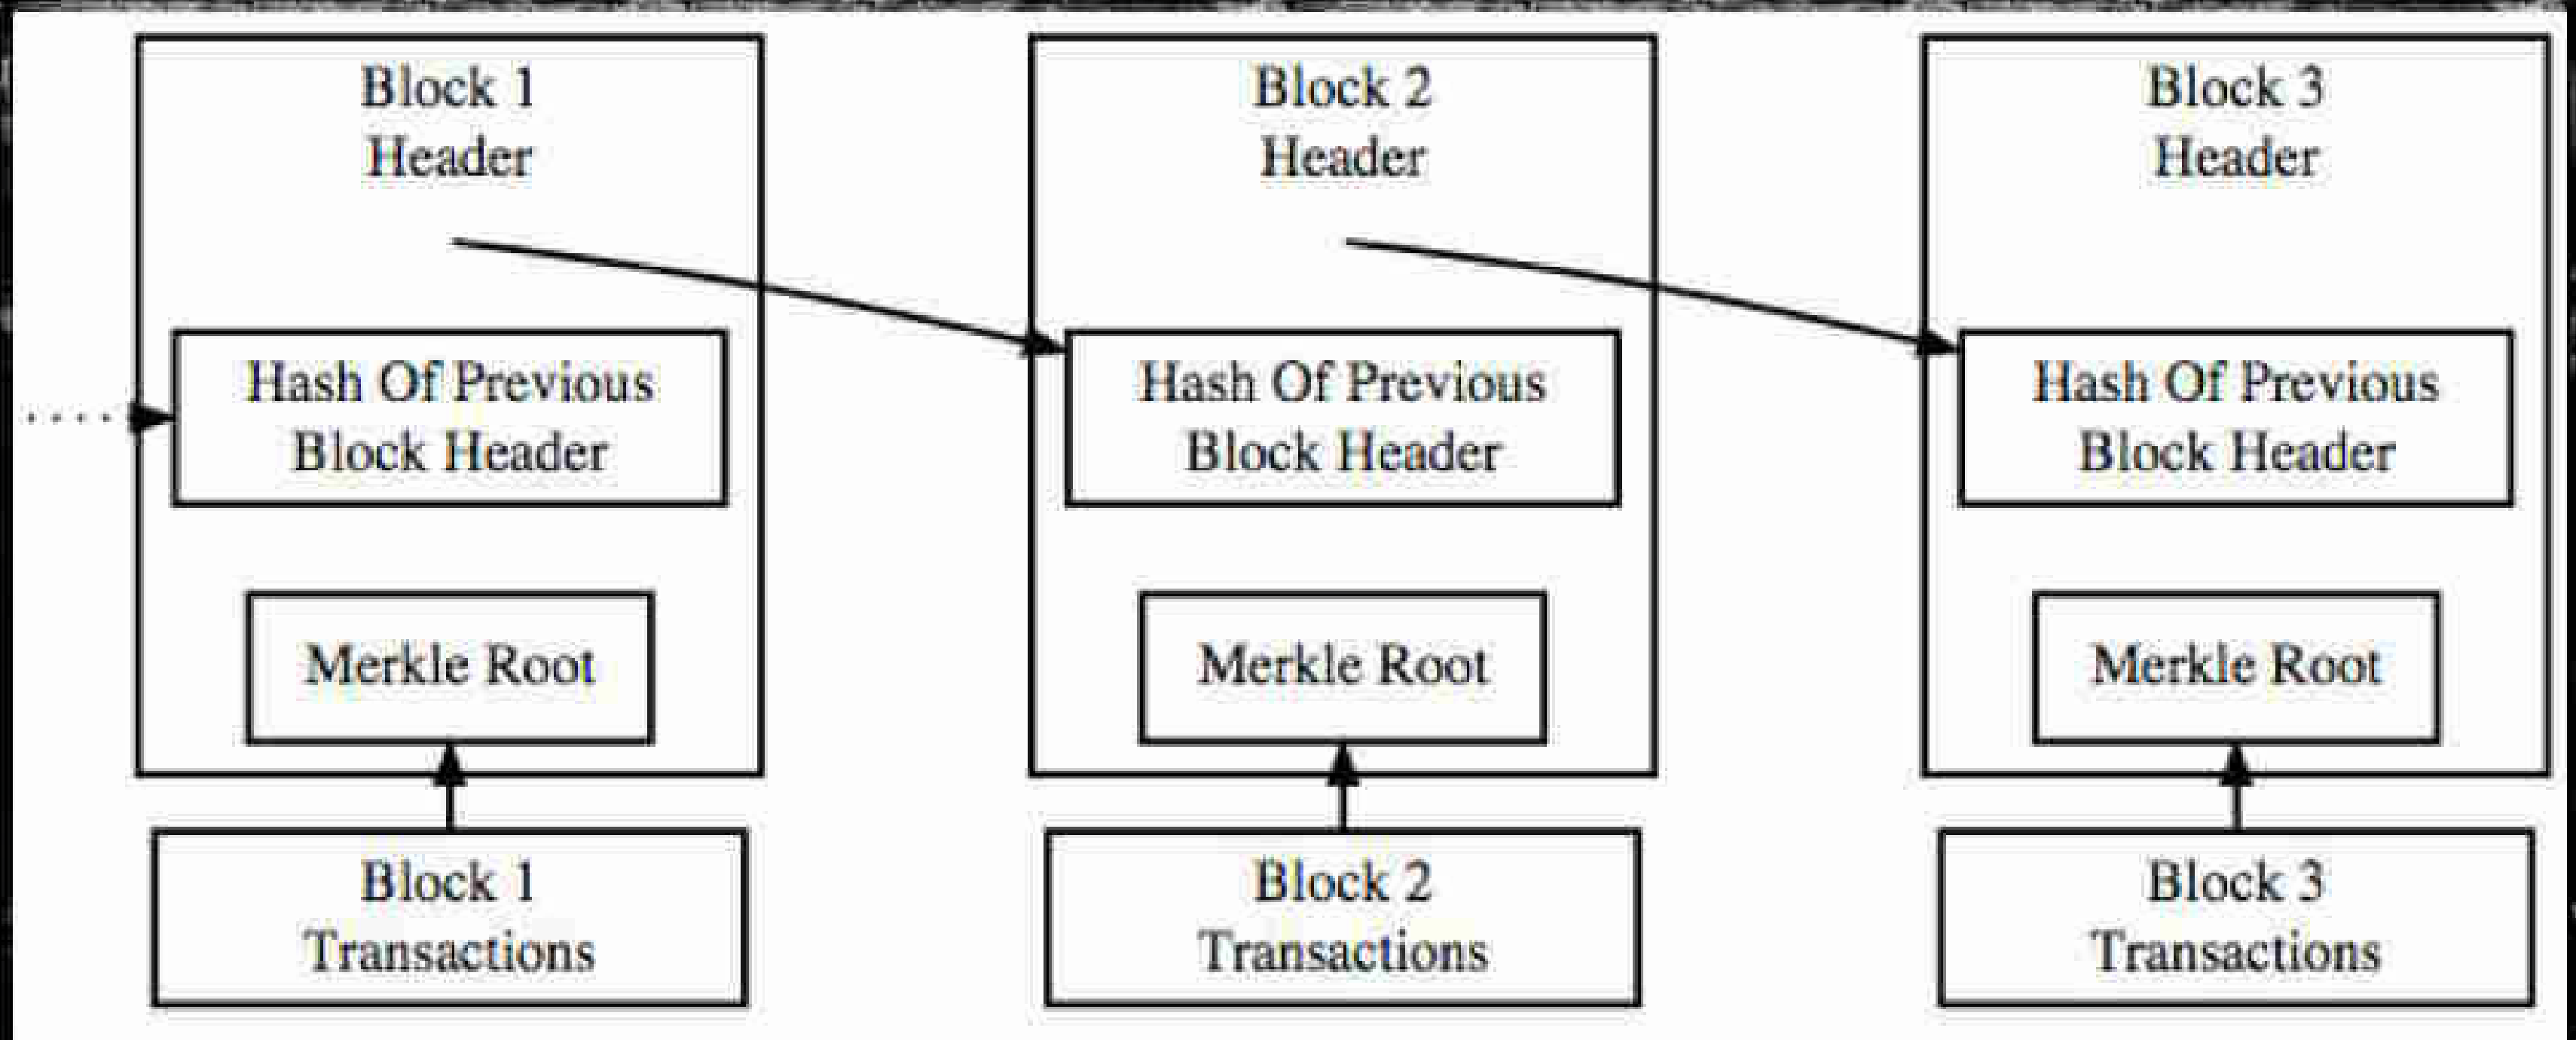 Block 1
Header
Hash Of Previous
Block Header
Merkle Root
Block 1
Transactions
Block 2
Header
Hash Of Previous
Block Header
Merkle Root
Block 2
Transactions
Block 3
Header
Hash Of Previous
Block Header
Merkle Root
Block 3
Transactions